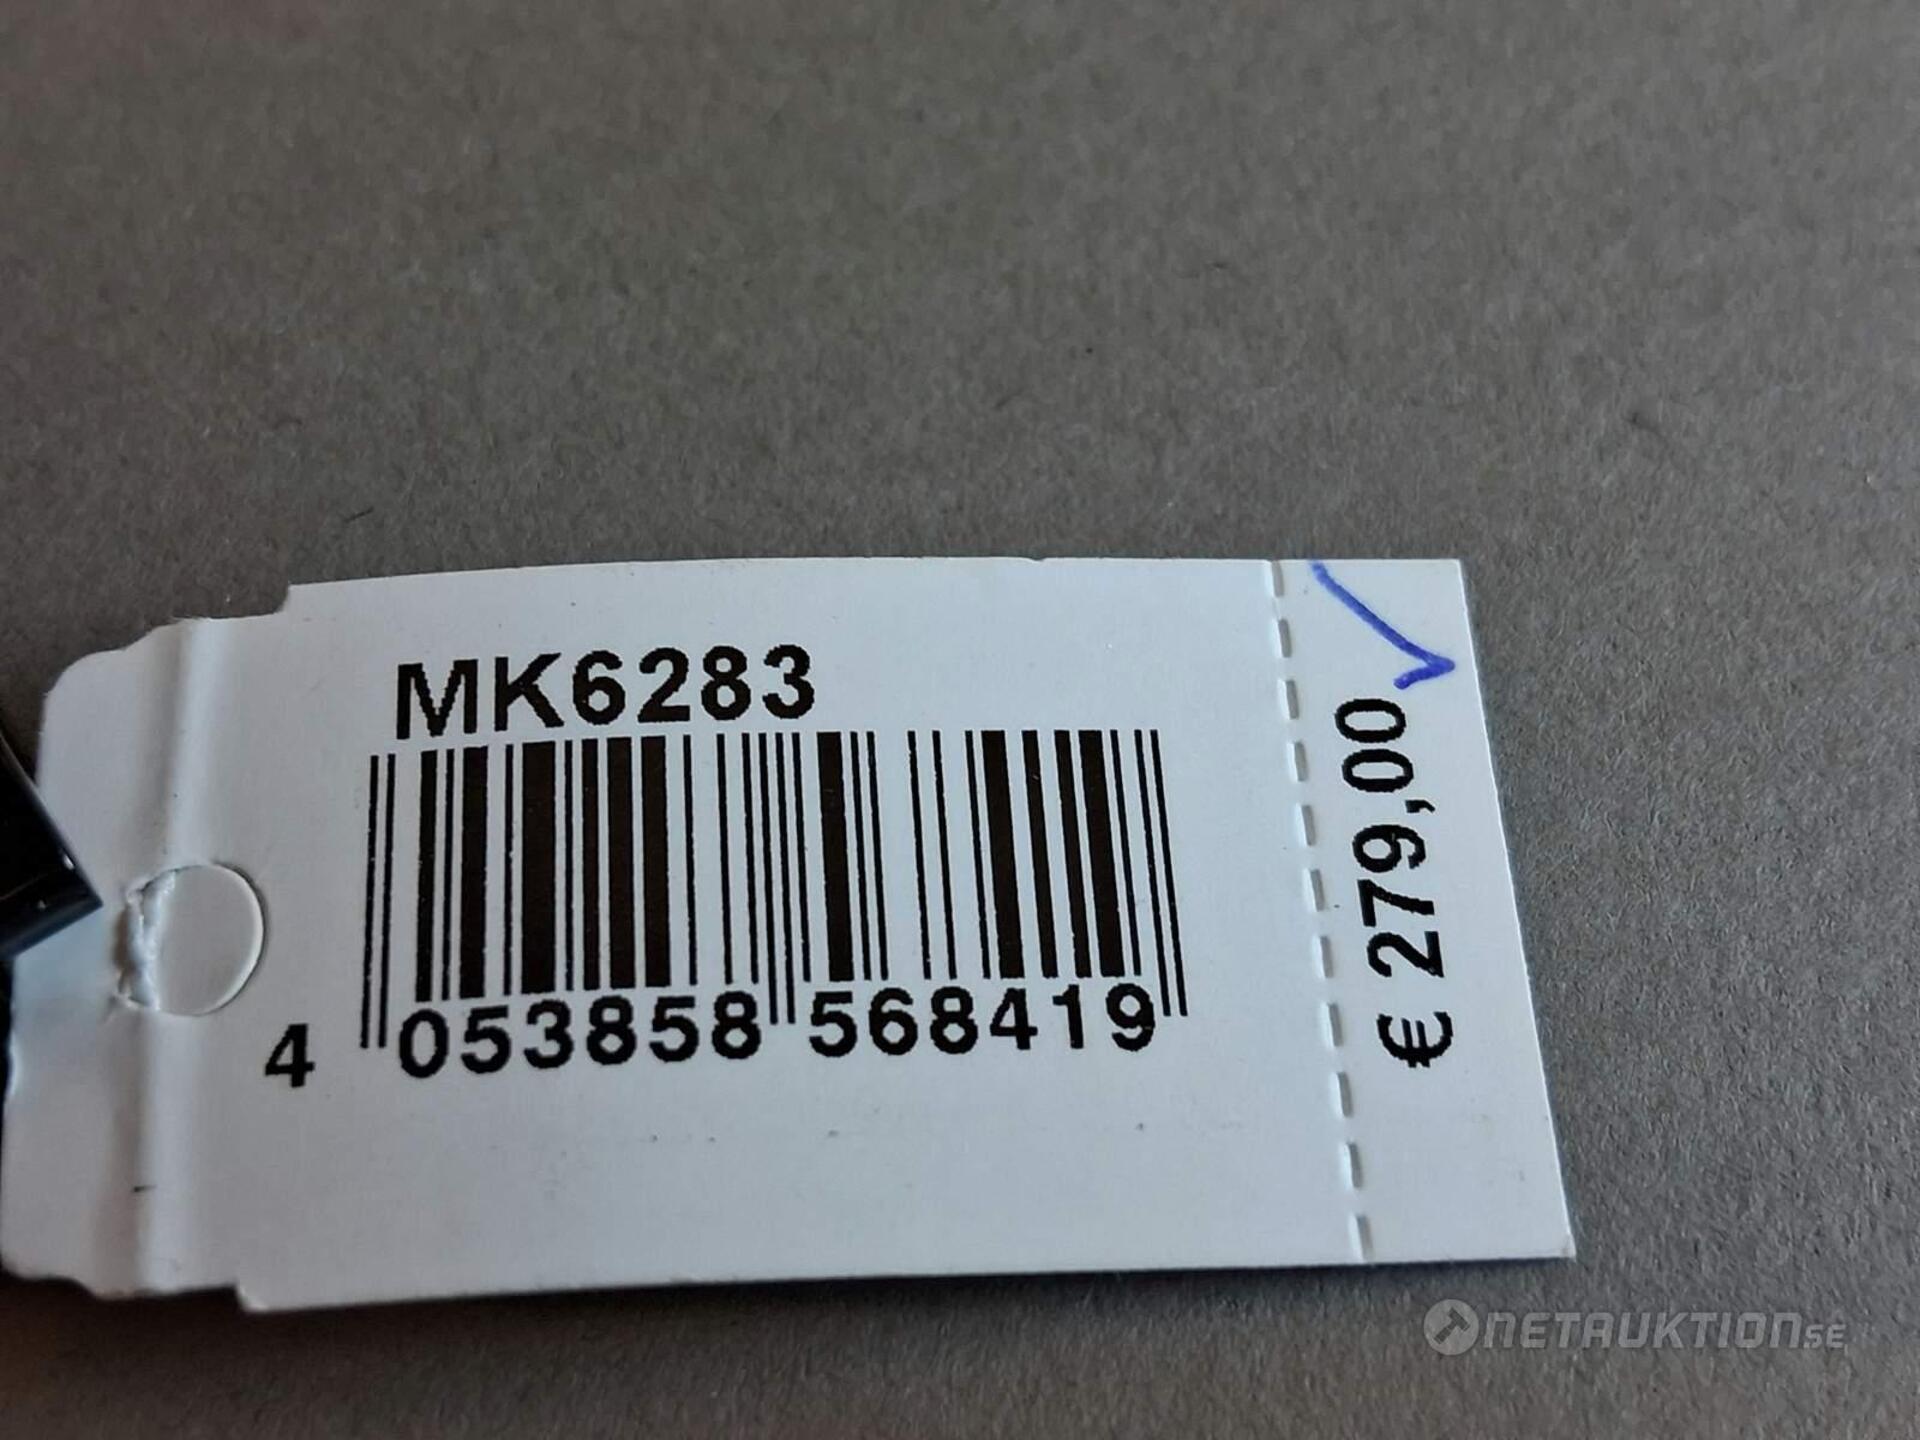 MK6283
4 053858 568419
€ 279,00
NETAUKTION.SE